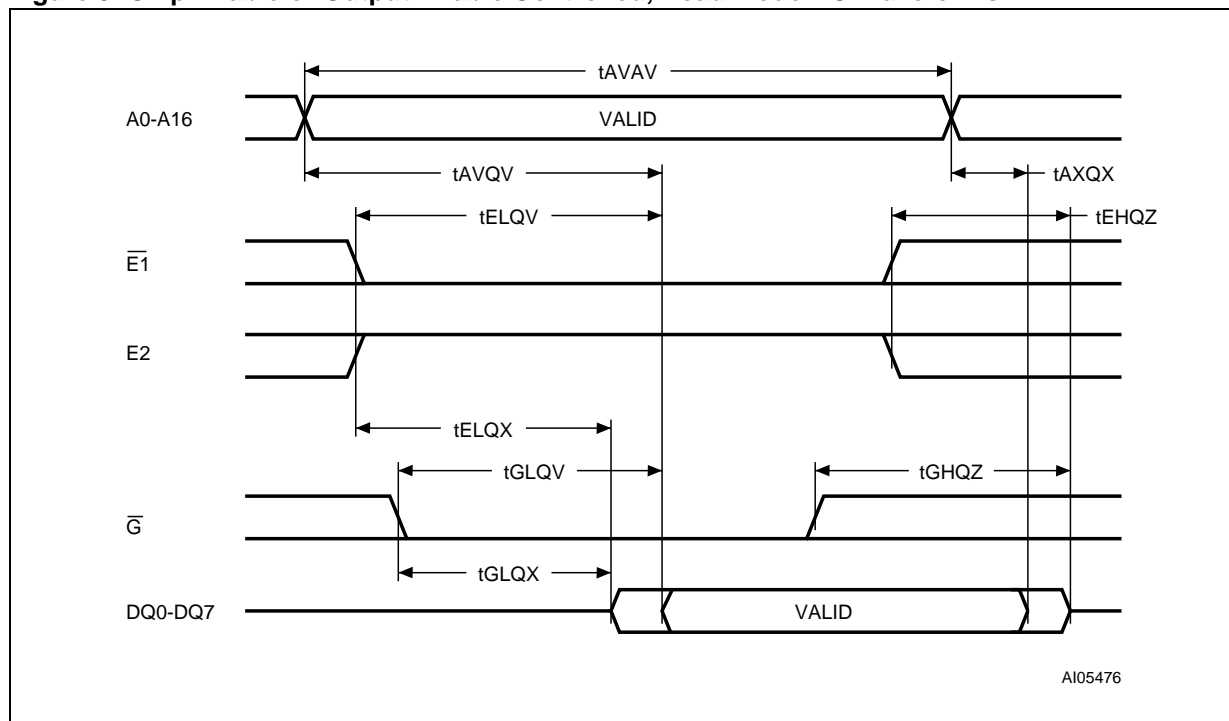 tAVAV
A0-A16
VALID
tAVQV
tAXQX
tELQV
tEHQZ
E1
E2
tELQX
tGLQV
tGHQZ
G
tGLQX
DQ0-DQ7
VALID
AI05476